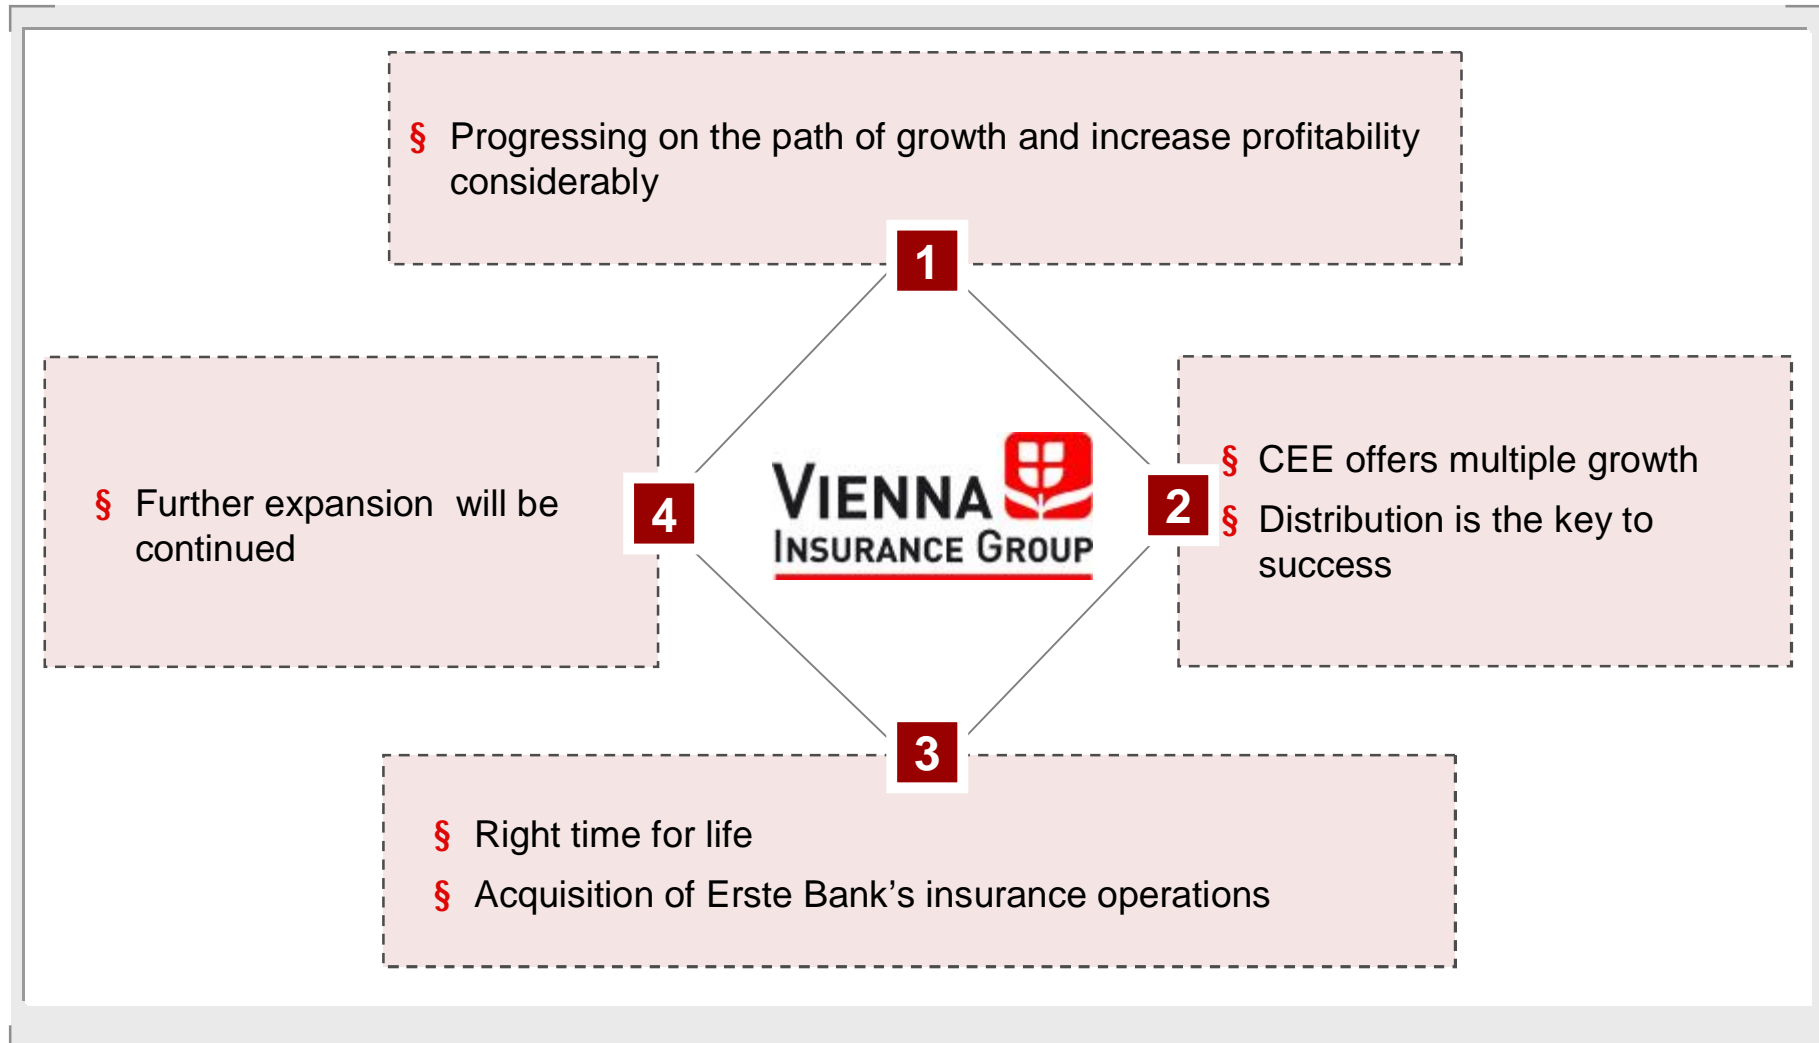 § Progressing on the path of growth and increase profitability
considerably
1
§ Further expansion will be
continued
4
VIENNA
INSURANCE GROUP
2
§ CEE offers multiple growth
§ Distribution is the key to
success
3
§ Right time for life
§ Acquisition of Erste Bank’s insurance operations